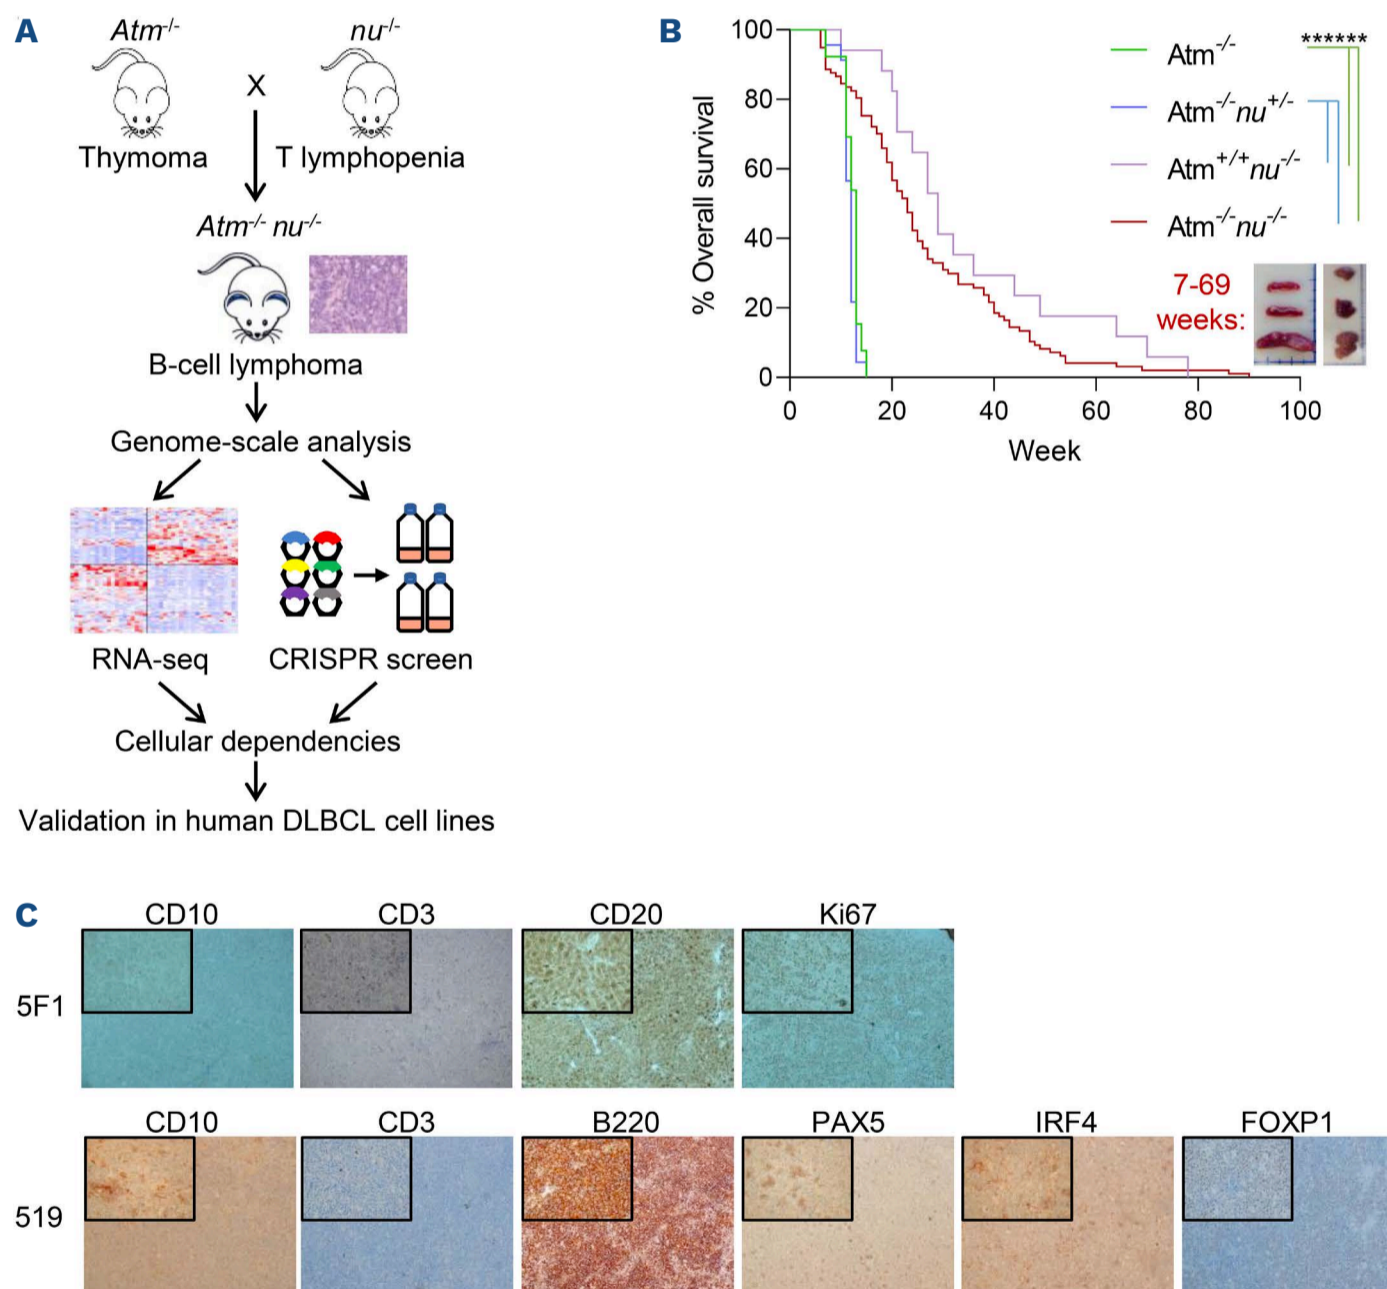 A
Atm-/-
nu-/-
X
Thymoma
T lymphopenia
Atm-/- nu-/-
B-cell lymphoma
Genome-scale analysis
RNA-seq
CRISPR screen
Cellular dependencies
Validation in human DLBCL cell lines
B
% Overall survival
100
80
60
40
20
0
0 20 40 60 80 100
Week
Atm-/-
Atm-/-nu+/-
Atm+/+nu-/-
Atm-/-nu-/-
******
7-69
weeks:
C
CD10 CD3 CD20 Ki67
5F1
CD10 CD3 B220 PAX5 IRF4 FOXP1
519